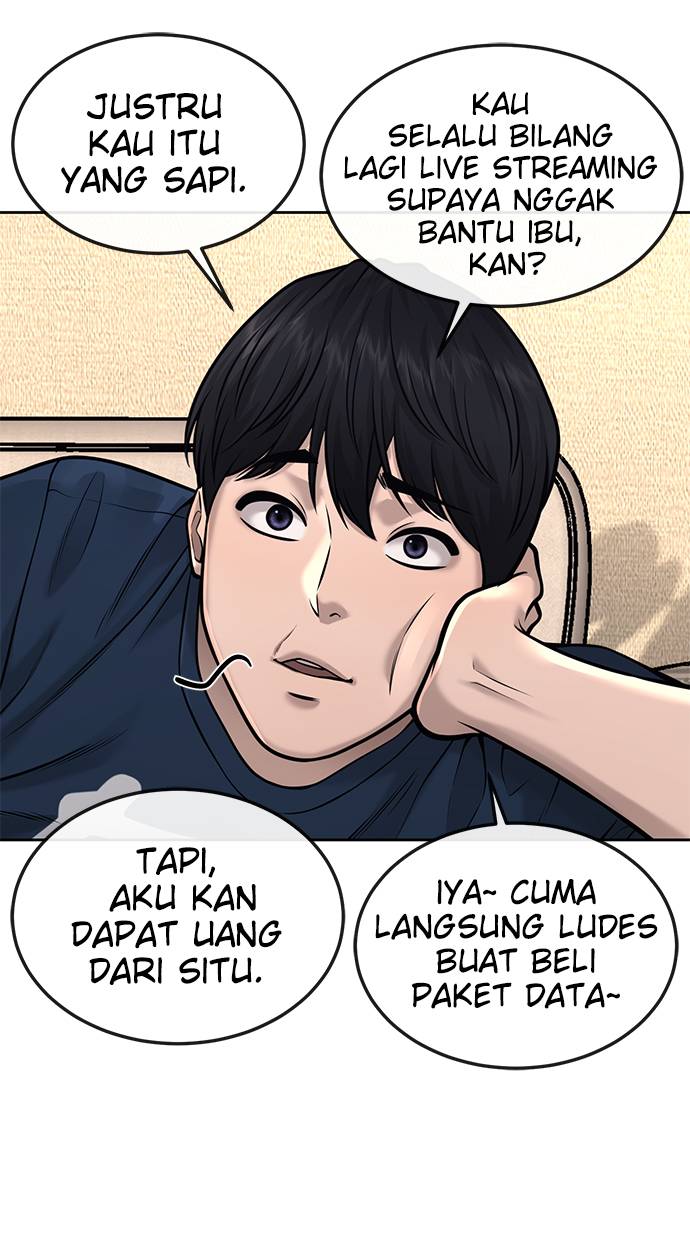 JUSTRU
KAU ITU
YANG SAPI.
KAU
SELALU BILANG
LAGI LIVE STREAMING
SUPAYA NGGAK
BANTU IBU,
KAN?
TAPI,
AKU KAN
DAPAT UANG
DARI SITU.
IYA~ CUMA
LANGSUNG LUDES
BUAT BELI
PAKET DATA~